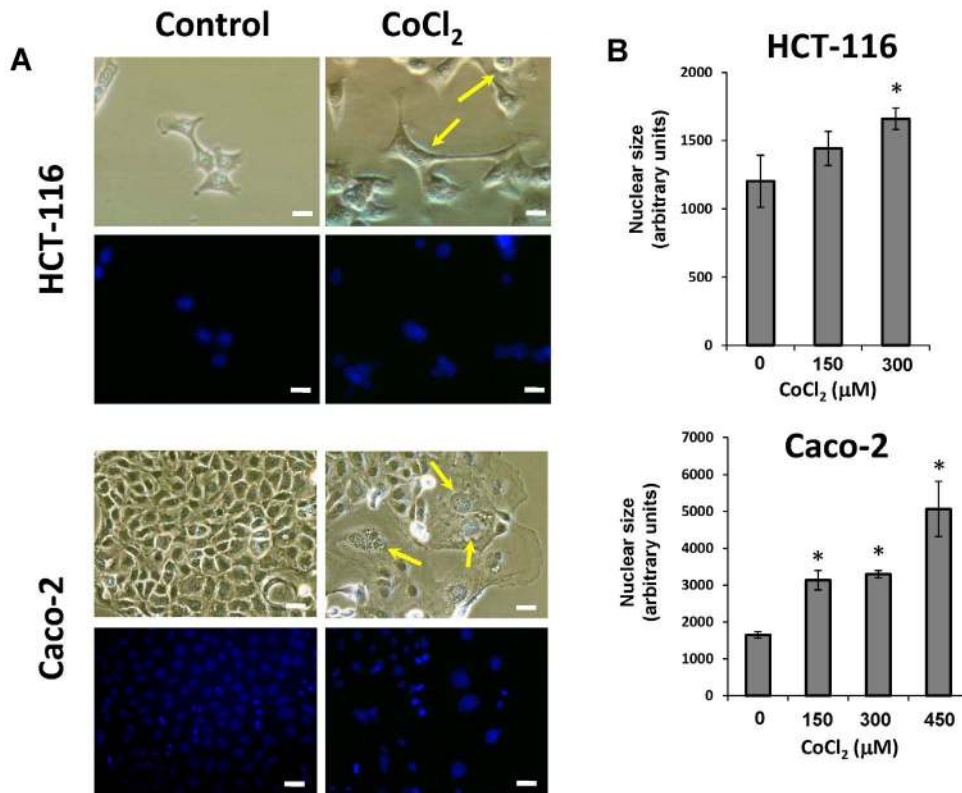 Control
CoCl₂
A
HCT-116
Caco-2
B
HCT-116
Nuclear size
(arbitrary units)
2000
1500
1000
500
0
*
0 150 300
CoCl₂ (µM)
Caco-2
Nuclear size
(arbitrary units)
7000
6000
5000
4000
3000
2000
1000
0
* * *
0 150 300 450
CoCl₂ (µM)